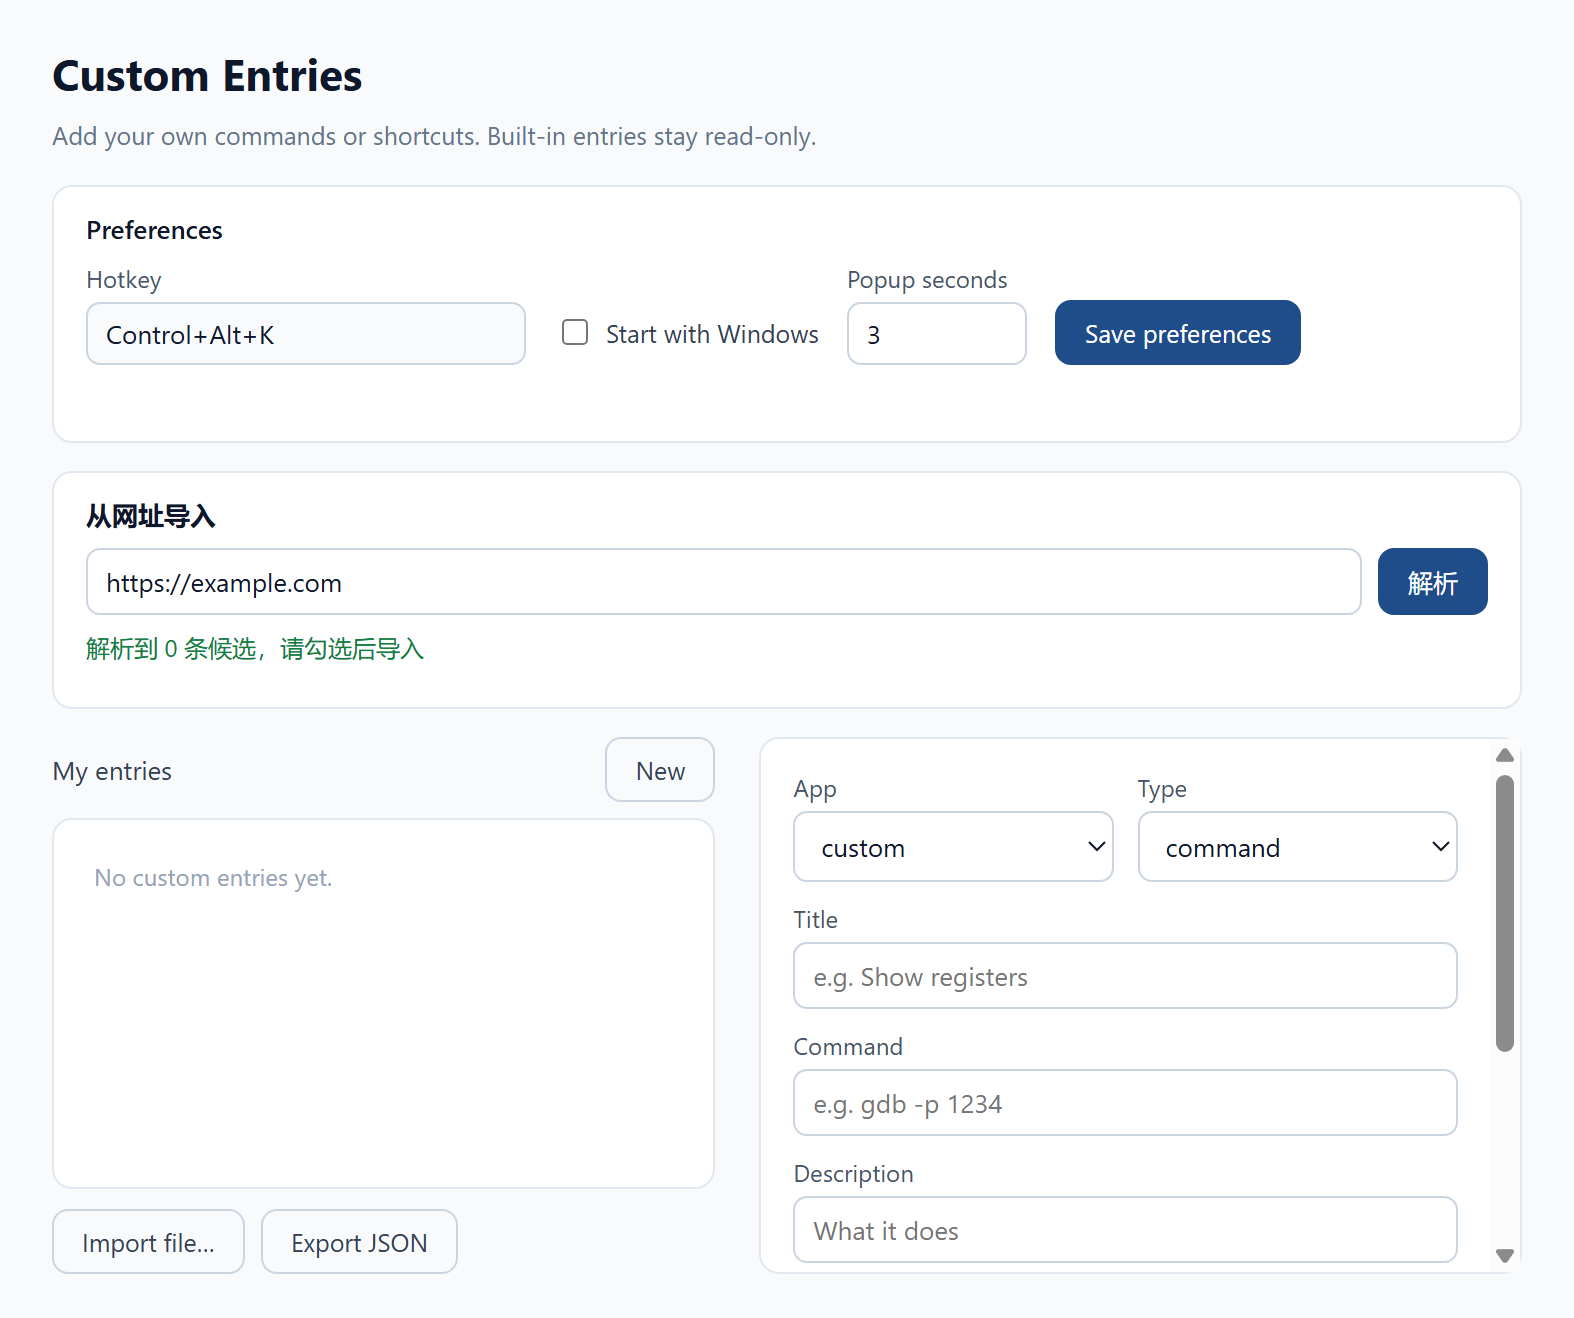 Custom Entries
Add your own commands or shortcuts. Built-in entries stay read-only.
Preferences
Hotkey
Popup seconds
Control+Alt+K
Start with Windows
3
Save preferences
从网址导入
https://example.com
解析
解析到 0 条候选，请勾选后导入
My entries
New
No custom entries yet.
Import file...
Export JSON
App
Type
custom
command
Title
e.g. Show registers
Command
e.g. gdb -p 1234
Description
What it does